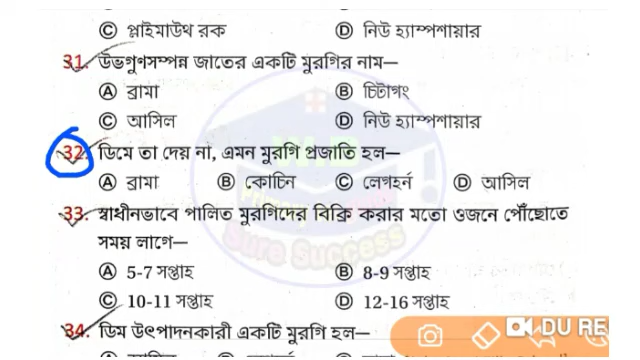 Ⓒ প্লাইমাউথ রক Ⓓ নিউ হ্যাম্পশায়ার
31. উভগুণসম্পন্ন জাতের একটি মুরগির নাম—
Ⓐ ব্রামা Ⓑ চিটাগং
Ⓒ আসিল Ⓓ নিউ হ্যাম্পশায়ার
32. ডিমে তা দেয় না, এমন মুরগি প্রজাতি হল—
Ⓐ ব্রামা Ⓑ কোচিন Ⓒ লেগহর্ন Ⓓ আসিল
33. স্বাধীনভাবে পালিত মুরগিদের বিক্রি করার মতো ওজনে পৌঁছোতে
সময় লাগে—
Ⓐ 5-7 সপ্তাহ Ⓑ 8-9 সপ্তাহ
Ⓒ 10-11 সপ্তাহ Ⓓ 12-16 সপ্তাহ
34. ডিম উৎপাদনকারী একটি মুরগি হল—
DU RE
Sure Success